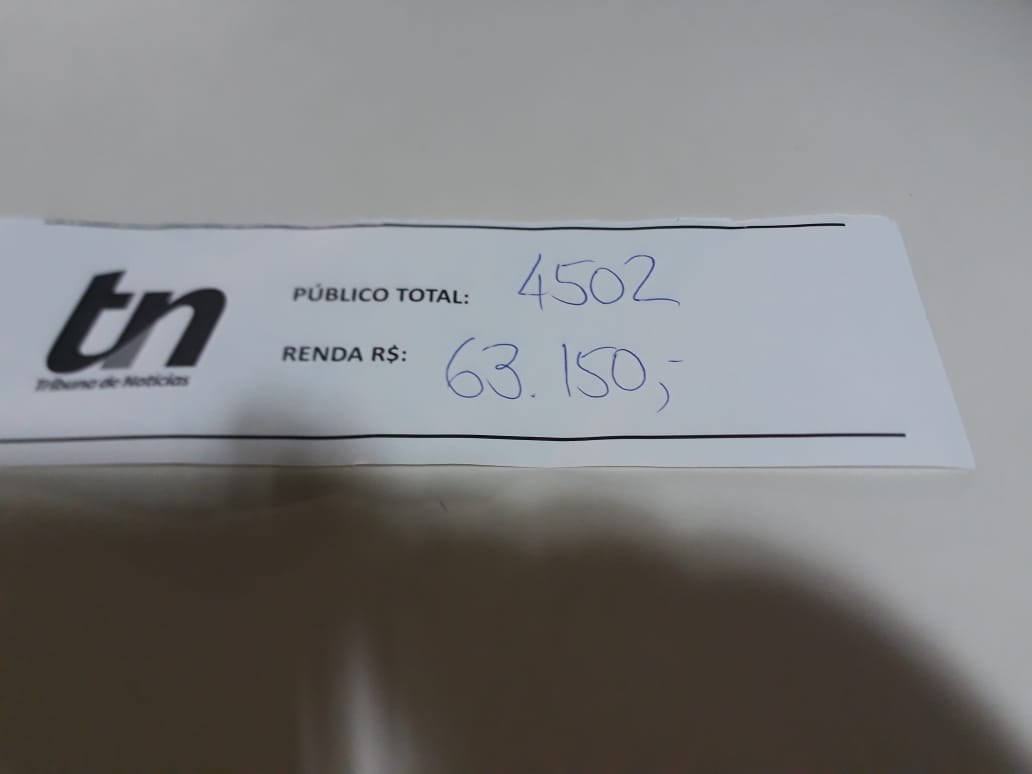 tn
Tribuna de Notícias
PÚBLICO TOTAL: 4502
RENDA R$: 63.150,-